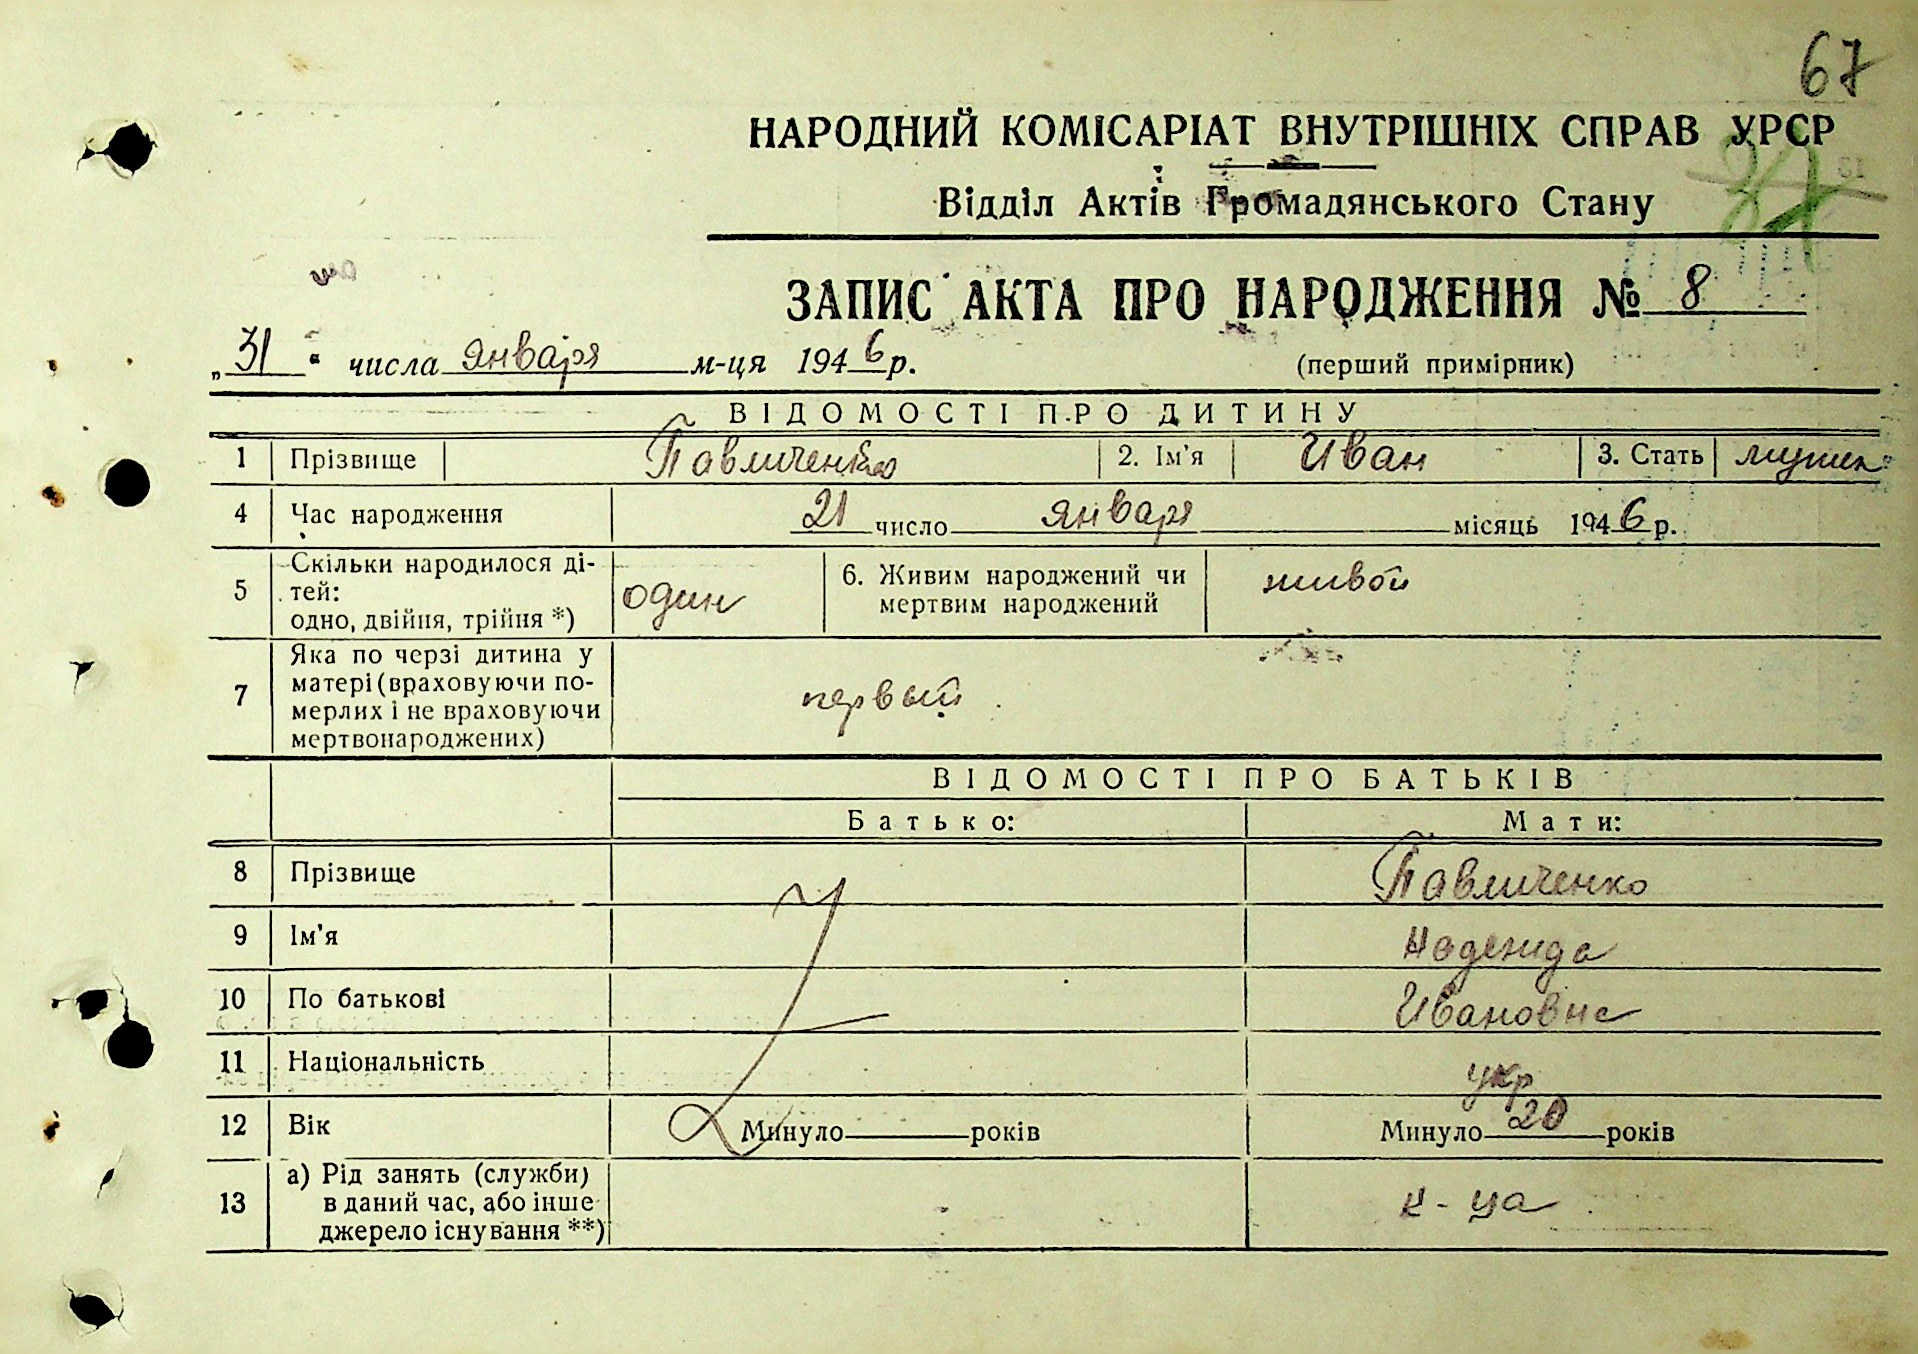 67
НАРОДНИЙ КОМІСАРІАТ ВНУТРІШНІХ СПРАВ УРСР
Відділ Актів Громадянського Стану
ЗАПИС АКТА ПРО НАРОДЖЕННЯ № 8
„31“ числа января м-ця 1946 р.
(перший примірник)
ВІДОМОСТІ ПРО ДИТИНУ
1 Прізвище Павличенко 2. Ім'я Иван 3. Стать мужск
4 Час народження 21 число января місяць 1946 р.
5 Скільки народилося ді-
тей:
одно, двійня, трійня *) один 6. Живим народжений чи
мертвим народжений живой
7 Яка по черзі дитина у
матері (враховуючи по-
мерлих і не враховуючи
мертвонароджених) первый
ВІДОМОСТІ ПРО БАТЬКІВ
Батько: Мати:
8 Прізвище Павличенко
9 Ім'я Надежда
10 По батькові Ивановна
11 Національність укр
12 Вік Минуло років Минуло 20 років
13 а) Рід занять (служби)
в даний час, або інше
джерело існування **) к-ца